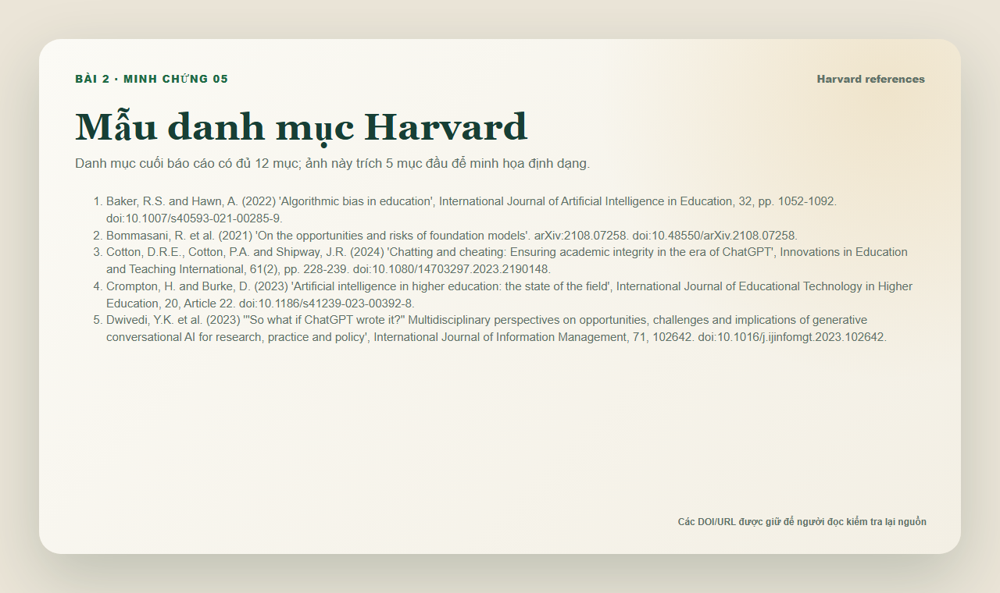 BÀI 2 · MINH CHỨNG 05
Harvard references
Mẫu danh mục Harvard
Danh mục cuối báo cáo có đủ 12 mục; ảnh này trích 5 mục đầu để minh họa định dạng.
1. Baker, R.S. and Hawn, A. (2022) 'Algorithmic bias in education', International Journal of Artificial Intelligence in Education, 32, pp. 1052-1092.
doi:10.1007/s40593-021-00285-9.
2. Bommasani, R. et al. (2021) 'On the opportunities and risks of foundation models'. arXiv:2108.07258. doi:10.48550/arXiv.2108.07258.
3. Cotton, D.R.E., Cotton, P.A. and Shipway, J.R. (2024) 'Chatting and cheating: Ensuring academic integrity in the era of ChatGPT', Innovations in Education
and Teaching International, 61(2), pp. 228-239. doi:10.1080/14703297.2023.2190148.
4. Crompton, H. and Burke, D. (2023) 'Artificial intelligence in higher education: the state of the field', International Journal of Educational Technology in Higher
Education, 20, Article 22. doi:10.1186/s41239-023-00392-8.
5. Dwivedi, Y.K. et al. (2023) '"So what if ChatGPT wrote it?" Multidisciplinary perspectives on opportunities, challenges and implications of generative
conversational AI for research, practice and policy', International Journal of Information Management, 71, 102642. doi:10.1016/j.ijinfomgt.2023.102642.
Các DOI/URL được giữ để người đọc kiểm tra lại nguồn